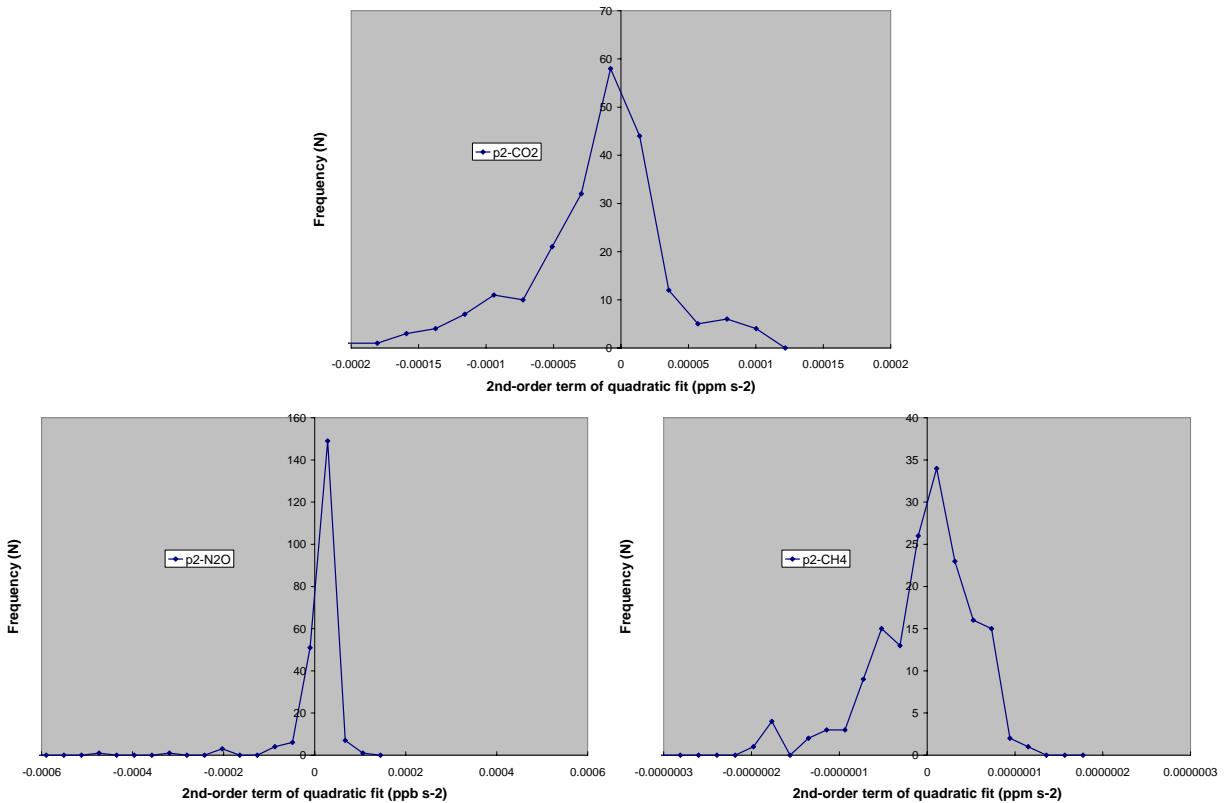 70
60
50
40
30
20
10
0
Frequency (N)
p2-CO2
-0.0002 -0.00015 -0.0001 -0.00005 0 0.00005 0.0001 0.00015 0.0002
2nd-order term of quadratic fit (ppm s-2)
160
140
120
100
80
60
40
20
0
Frequency (N)
p2-N2O
-0.0006 -0.0004 -0.0002 0 0.0002 0.0004 0.0006
2nd-order term of quadratic fit (ppb s-2)
40
35
30
25
20
15
10
5
0
Frequency (N)
p2-CH4
-0.0000003 -0.0000002 -0.0000001 0 0.0000001 0.0000002 0.0000003
2nd-order term of quadratic fit (ppm s-2)